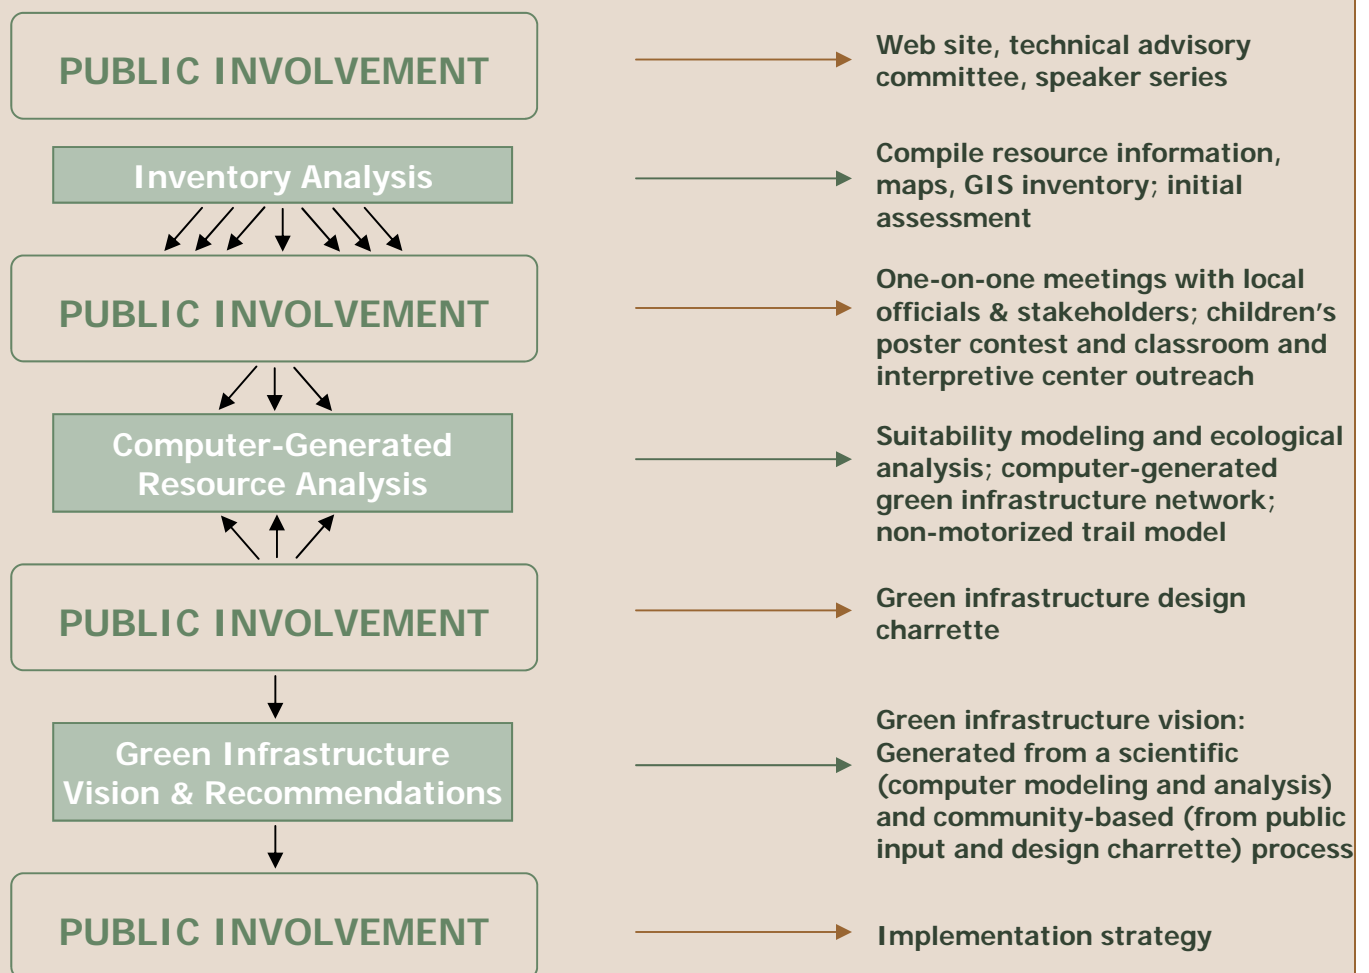 PUBLIC INVOLVEMENT
Web site, technical advisory
committee, speaker series
Inventory Analysis
Compile resource information,
maps, GIS inventory; initial
assessment
PUBLIC INVOLVEMENT
One-on-one meetings with local
officials & stakeholders; children’s
poster contest and classroom and
interpretive center outreach
Computer-Generated
Resource Analysis
Suitability modeling and ecological
analysis; computer-generated
green infrastructure network;
non-motorized trail model
PUBLIC INVOLVEMENT
Green infrastructure design
charrette
Green Infrastructure
Vision & Recommendations
Green infrastructure vision:
Generated from a scientific
(computer modeling and analysis)
and community-based (from public
input and design charrette) process
PUBLIC INVOLVEMENT
Implementation strategy